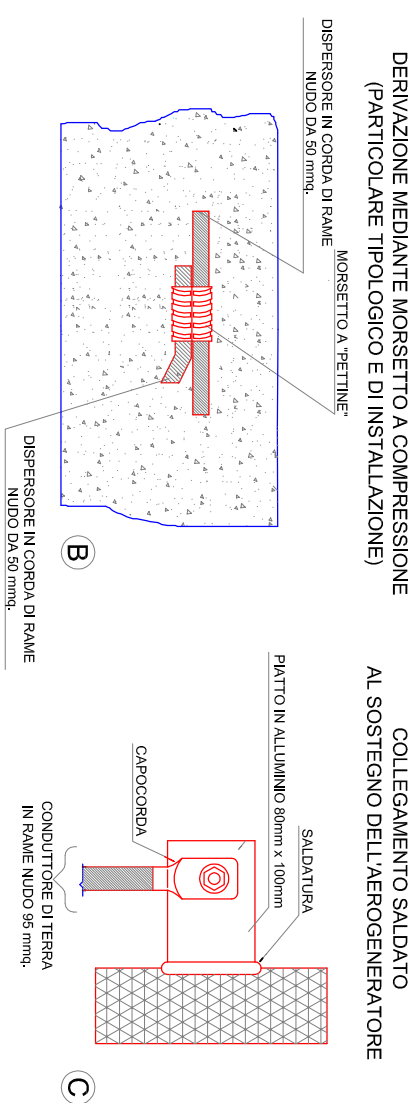 DERIVAZIONE MEDIANTE MORSETTO A COMPRESSIONE
(PARTICOLARE TIPOLOGICO E DI INSTALLAZIONE)
DISPERSORE IN CORDA DI RAME
NUDO DA 50 mmq.
MORSETTO A "PETTINE"
DISPERSORE IN CORDA DI RAME
NUDO DA 50 mmq.
B
COLLEGAMENTO SALDATO
AL SOSTEGNO DELL'AEROGENERATORE
PIATTO IN ALLUMINIO 80mm x 100mm
SALDATURA
CAPOCORDA
CONDUTTORE DI TERRA
IN RAME NUDO 95 mmq.
C